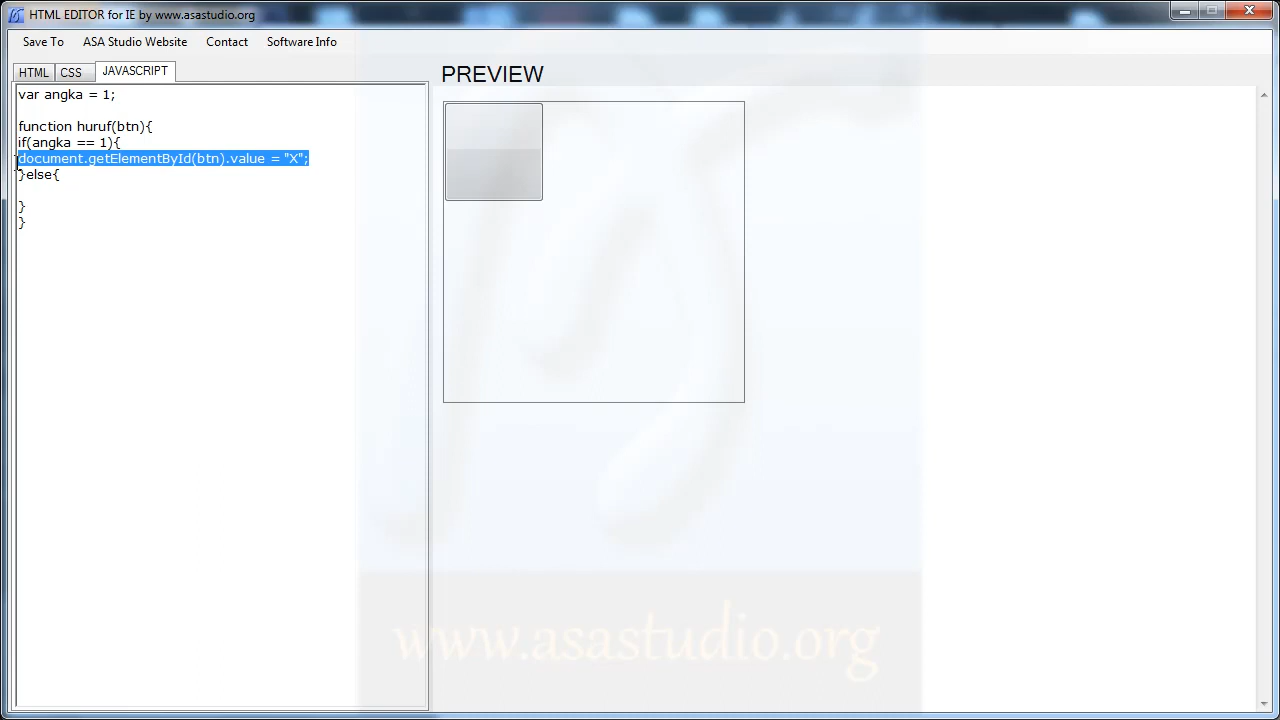 HTML EDITOR for IE by www.asastudio.org
Save To ASA Studio Website Contact Software Info
HTML CSS JAVASCRIPT
PREVIEW
var angka = 1;
function huruf(btn){
if(angka == 1){
document.getElementById(btn).value = "X";
}else{
}
}
www.asastudio.org